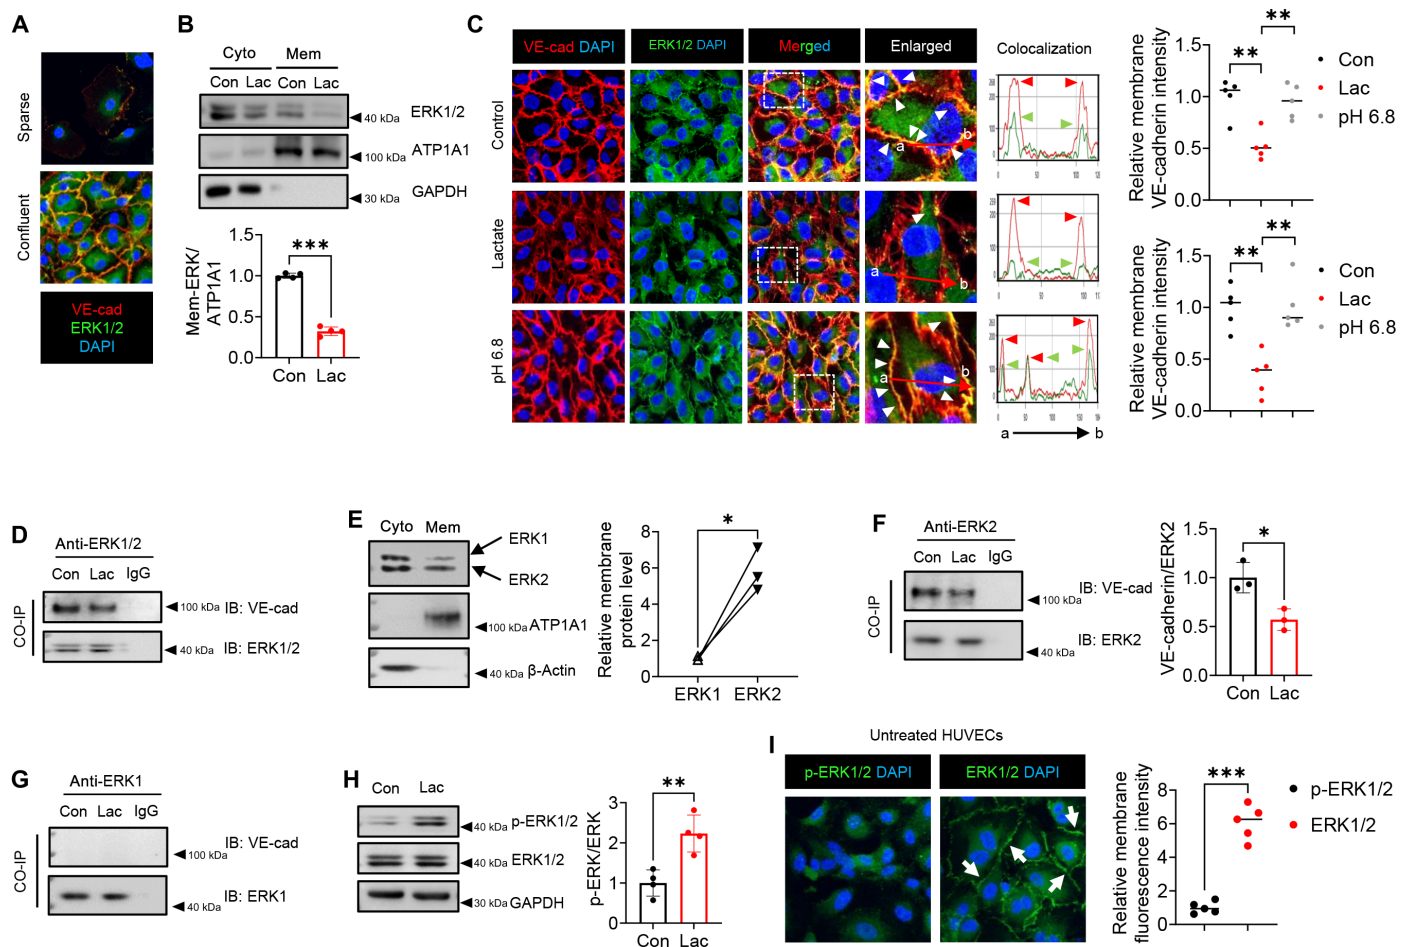 A
Sparse
Confluent
VE-cad
ERK1/2
DAPI
B
Cyto Mem
Con Lac Con Lac
ERK1/2
40 kDa
ATP1A1
100 kDa
GAPDH
30 kDa
Mem-ERK/
ATP1A1
1.5
1.0
0.5
0.0
***
Con Lac
C
VE-cad DAPI
ERK1/2 DAPI
Merged
Enlarged
Colocalization
Control
Lactate
pH 6.8
a b
a b
a b
a b
Relative membrane
VE-cadherin intensity
1.5
1.0
0.5
0.0
**
**
Con
Lac
pH 6.8
Relative membrane
VE-cadherin intensity
1.5
1.0
0.5
0.0
**
**
Con
Lac
pH 6.8
D
Anti-ERK1/2
Con Lac IgG
CO-IP
100 kDa IB: VE-cad
40 kDa IB: ERK1/2
E
Cyto Mem
ERK1
ERK2
100 kDa ATP1A1
40 kDa β-Actin
Relative membrane
protein level
8
6
4
2
0
*
ERK1 ERK2
F
Anti-ERK2
Con Lac IgG
CO-IP
IB: VE-cad
100 kDa
IB: ERK2
40 kDa
VE-cadherin/ERK2
1.5
1.0
0.5
0.0
*
Con Lac
G
Anti-ERK1
Con Lac IgG
CO-IP
IB: VE-cad
100 kDa
IB: ERK1
40 kDa
H
Con Lac
p-ERK1/2
40 kDa
ERK1/2
40 kDa
30 kDa GAPDH
p-ERK/ERK
3
2
1
0
**
Con Lac
I
Untreated HUVECs
p-ERK1/2 DAPI
ERK1/2 DAPI
Relative membrane
fluorescence intensity
8
6
4
2
0
***
p-ERK1/2
ERK1/2